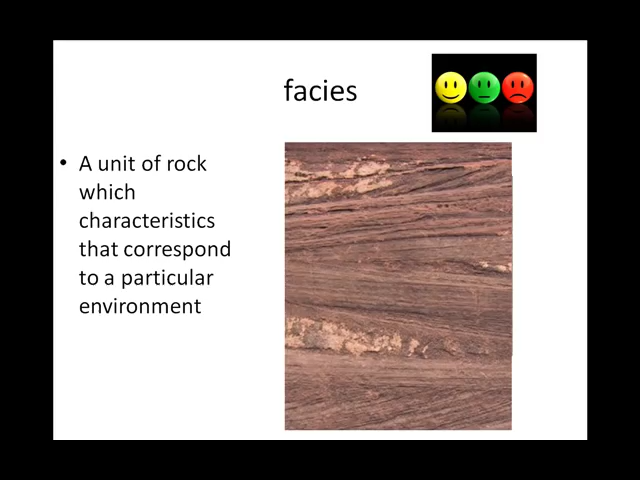 facies
• A unit of rock
which
characteristics
that correspond
to a particular
environment